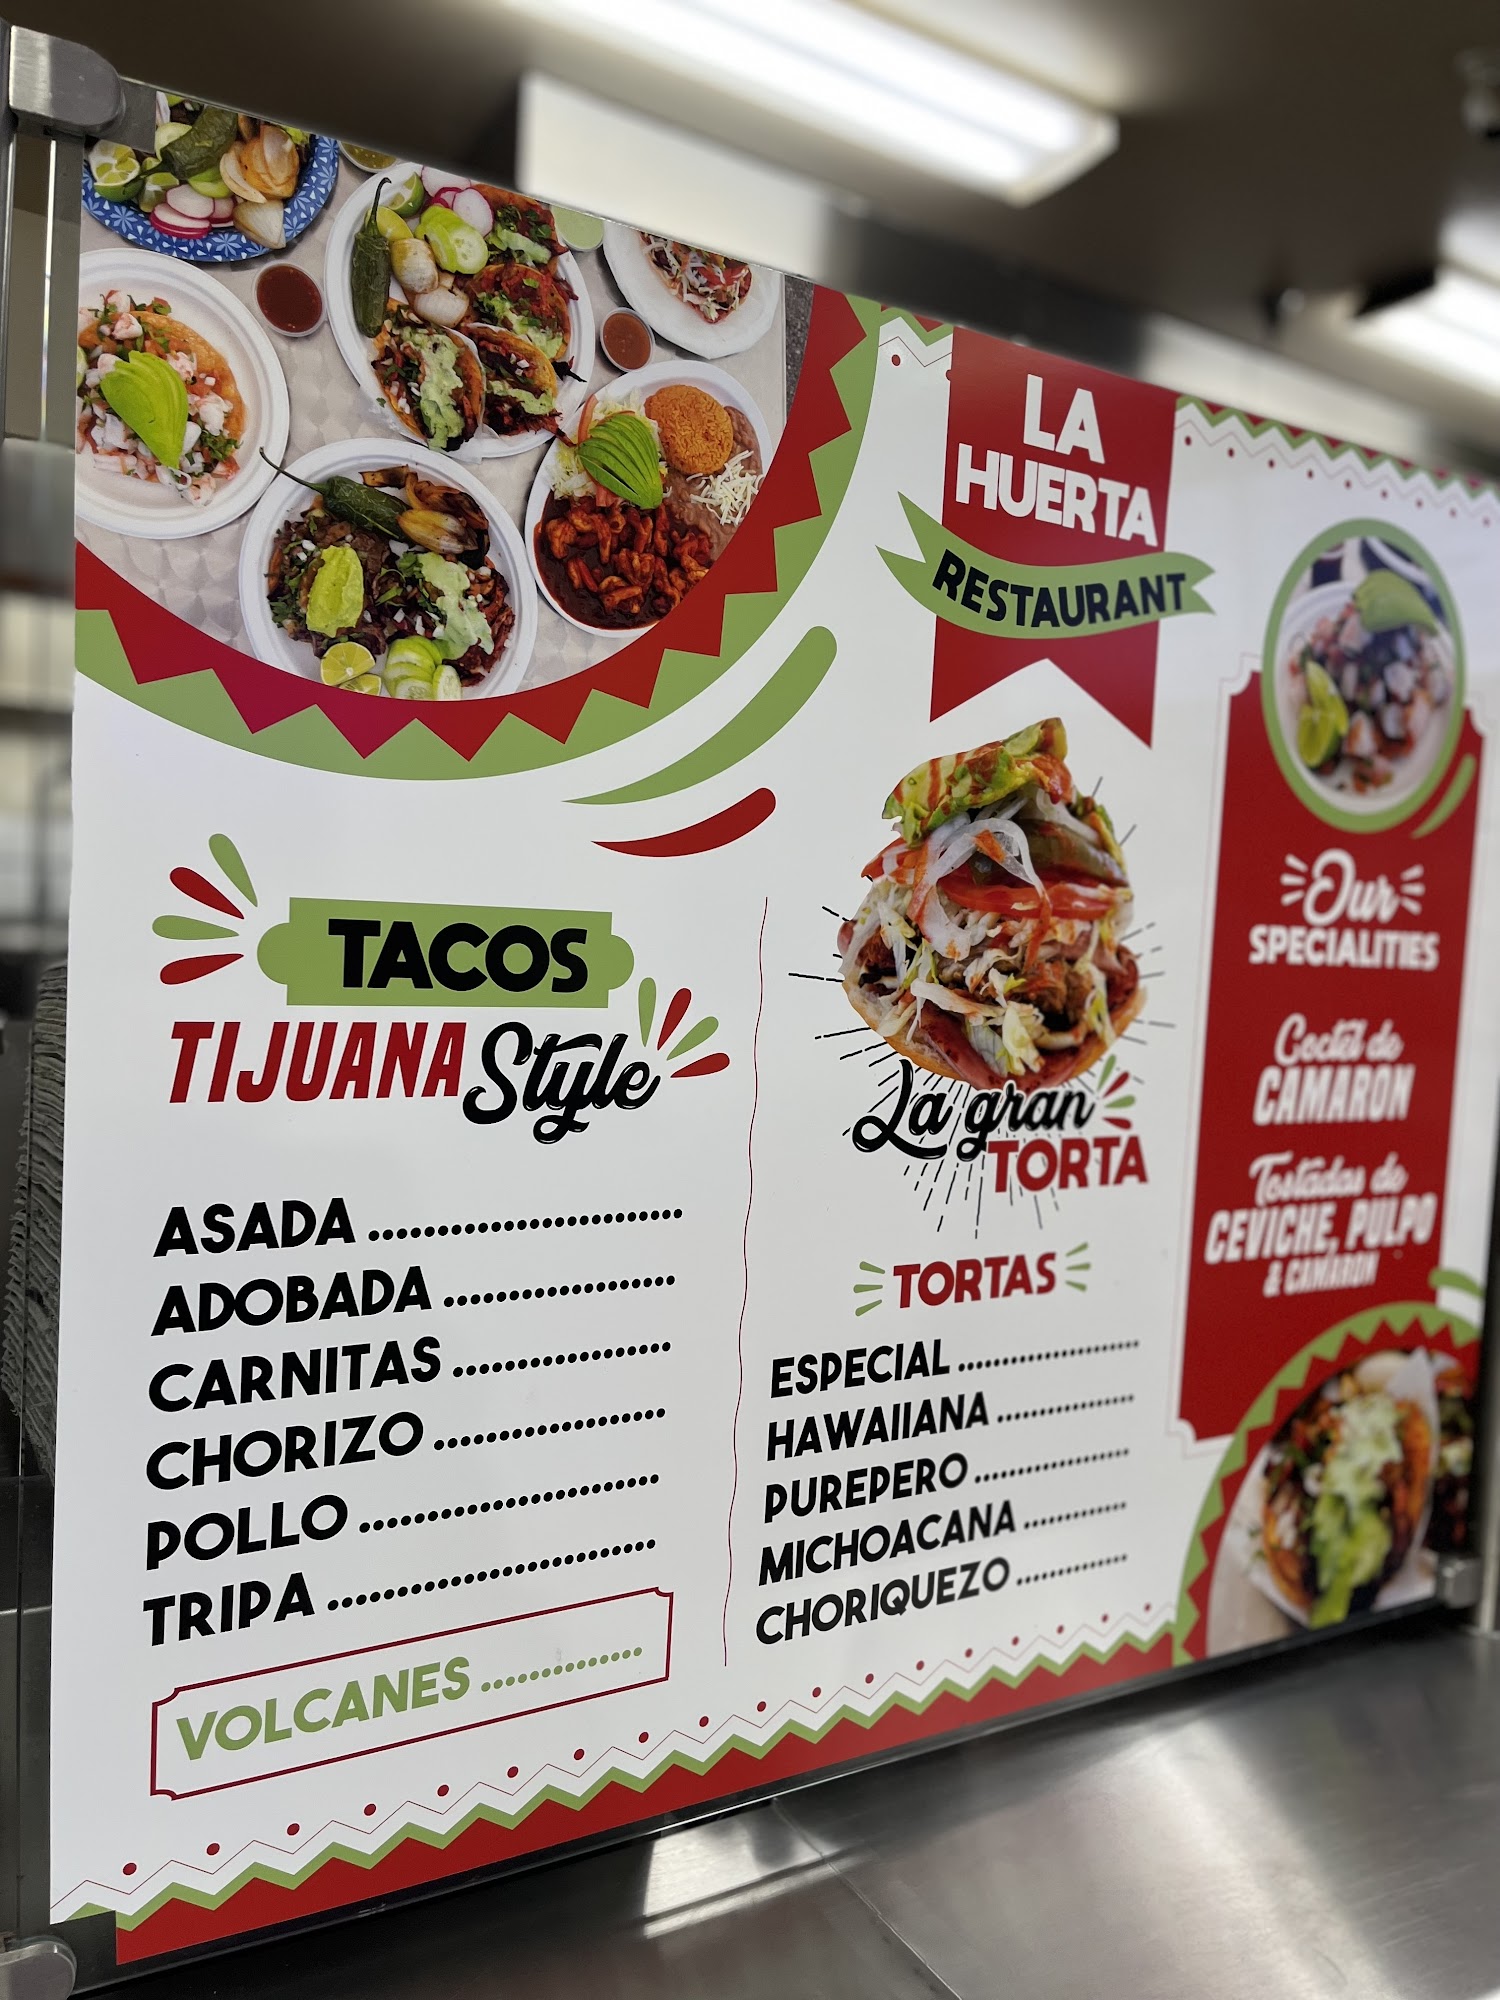 LA
HUERTA
RESTAURANT
TACOS
TIJUANA Style
ASADA ........................
ADOBADA ..................
CARNITAS .................
CHORIZO ..................
POLLO .......................
TRIPA .........................
VOLCANES ..............
La gran
TORTA
TORTAS
ESPECIAL .....................
HAWAIIANA ................
PUREPERO ..................
MICHOACANA ............
CHORIQUEZO .............
Our
SPECIALITIES
Coctel de
CAMARON
Tostadas de
CEVICHE, PULPO
& CAMARON